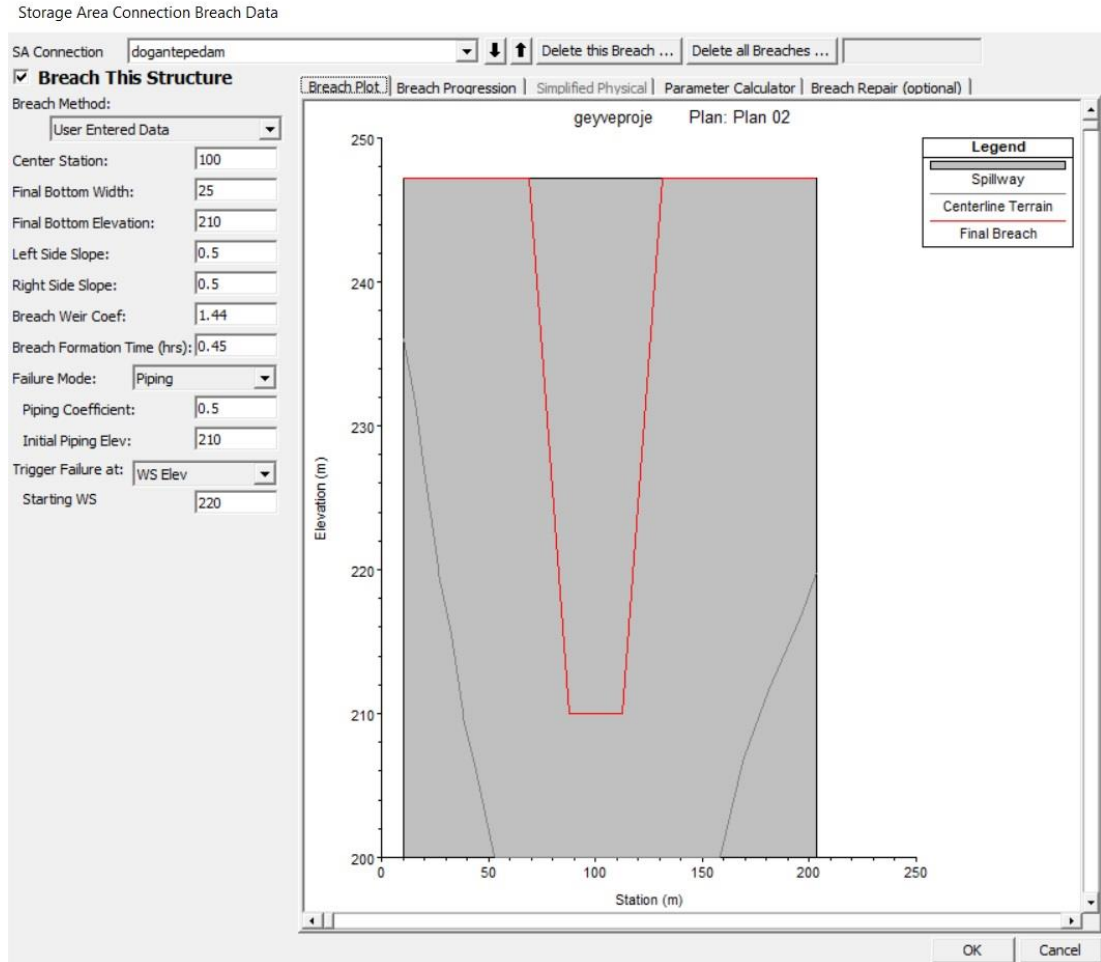 Storage Area Connection Breach Data
SA Connection dogantepedam Delete this Breach ... Delete all Breaches ...
Breach This Structure
Breach Method:
User Entered Data
Center Station: 100
Final Bottom Width: 25
Final Bottom Elevation: 210
Left Side Slope: 0.5
Right Side Slope: 0.5
Breach Weir Coef: 1.44
Breach Formation Time (hrs): 0.45
Failure Mode: Piping
Piping Coefficient: 0.5
Initial Piping Elev: 210
Trigger Failure at: WS Elev
Starting WS 220
Breach Plot Breach Progression Simplified Physical Parameter Calculator Breach Repair (optional)
geyveproje Plan: Plan 02
Legend
Spillway
Centerline Terrain
Final Breach
250
240
230
220
210
200
Elevation (m)
0 50 100 150 200 250
Station (m)
OK Cancel